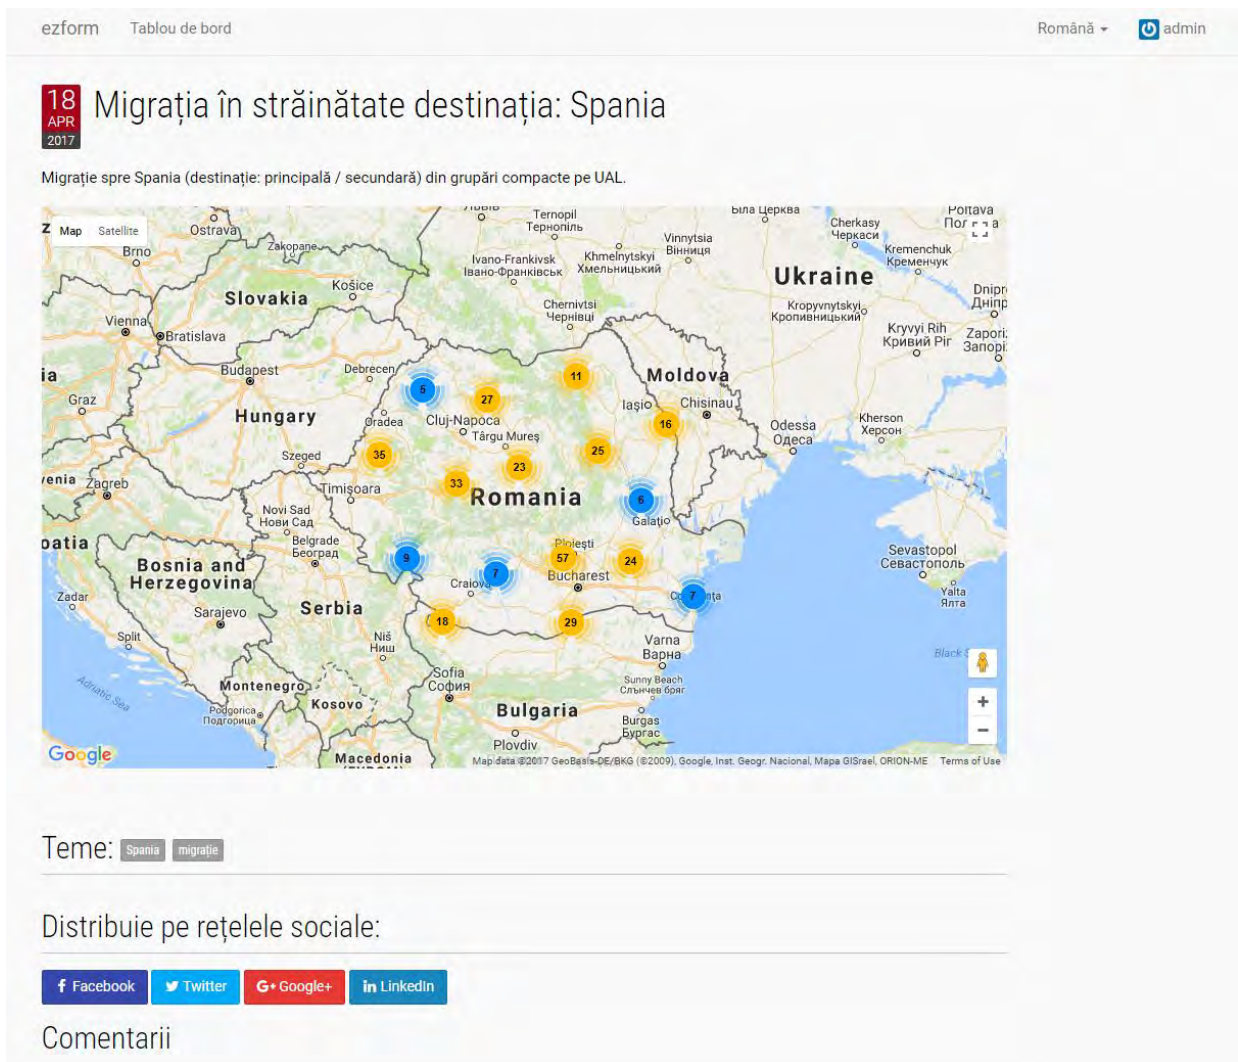 ezform Tablou de bord Română admin
18
APR
2017
Migrația în străinătate destinația: Spania
Migrație spre Spania (destinație: principală / secundară) din grupări compacte pe UAL.
Map Satellite
Ostrava
Brno
Zakopane
Ternopil
Тернопіль
Біла Церква
Cherkasy
Черкаси
Poltava
Vinnytsia
Вінниця
Kremenchuk
Кременчук
Ivano-Frankivsk
Івано-Франківськ
Khmelnytskyi
Хмельницький
Ukraine
Slovakia
Košice
Chernivtsi
Чернівці
Kropyvnytskyi
Кропивницький
Vienna
Bratislava
Kryvyi Rih
Кривий Ріг
Budapest
Debrecen
5
11
Moldova
Graz
Hungary
27
Iași
Chisinau
Oradea
Cluj-Napoca
Târgu Mureș
16
Odessa
Одеса
Kherson
Херсон
Szeged
35
23
25
Zagreb
Timișoara
33
Romania
6
Novi Sad
Нови Сад
Galați
Belgrade
Београд
Ploiești
Bosnia and
Herzegovina
9
7
57
24
Bucharest
Craiova
7
Sevastopol
Севастополь
Zadar
Sarajevo
Serbia
Yalta
Ялта
Split
Niš
Ниш
18
29
Varna
Варна
Adriatic Sea
Sofia
София
Sunny Beach
Слънчев бряг
Black
Montenegro
Kosovo
Podgorica
Подгорица
Bulgaria
Burgas
Бургас
Plovdiv
Google
Macedonia
Map data ©2017 GeoBasis-DE/BKG (©2009), Google, Inst. Geogr. Nacional, Mapa GISrael, ORION-ME Terms of Use
Teme: Spania migrație
Distribuie pe rețelele sociale:
Facebook Twitter Google+ LinkedIn
Comentarii